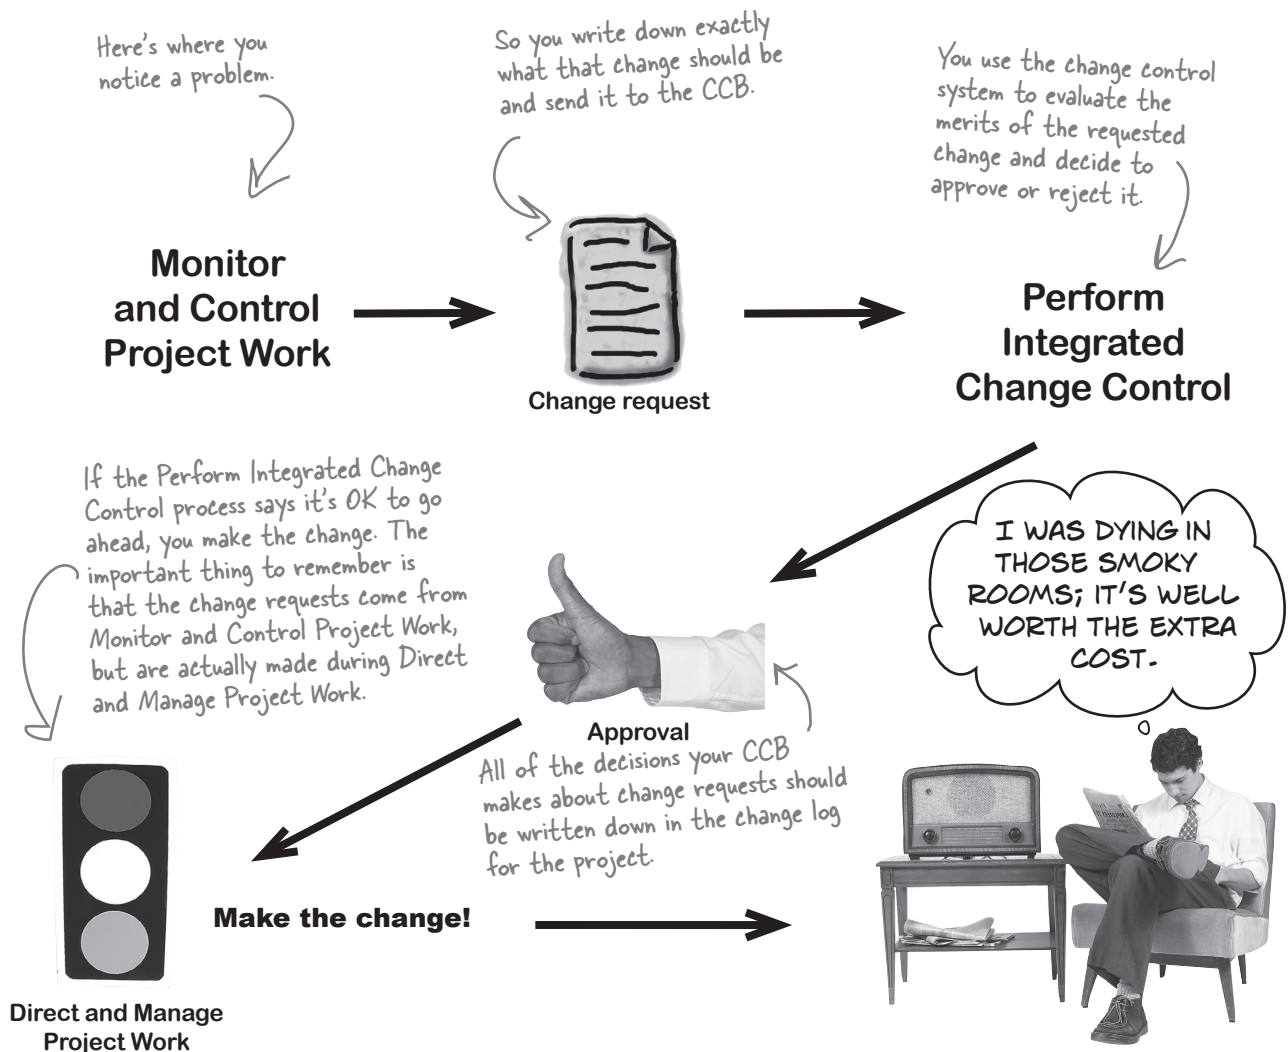 Here's where you
notice a problem.
So you write down exactly
what that change should be
and send it to the CCB.
You use the change control
system to evaluate the
merits of the requested
change and decide to
approve or reject it.
Monitor
and Control
Project Work
Change request
Perform
Integrated
Change Control
If the Perform Integrated Change
Control process says it's OK to go
ahead, you make the change. The
important thing to remember is
that the change requests come from
Monitor and Control Project Work,
but are actually made during Direct
and Manage Project Work.
I WAS DYING IN
THOSE SMOKY
ROOMS; IT'S WELL
WORTH THE EXTRA
COST.
Approval
All of the decisions your CCB
makes about change requests should
be written down in the change log
for the project.
Make the change!
Direct and Manage
Project Work